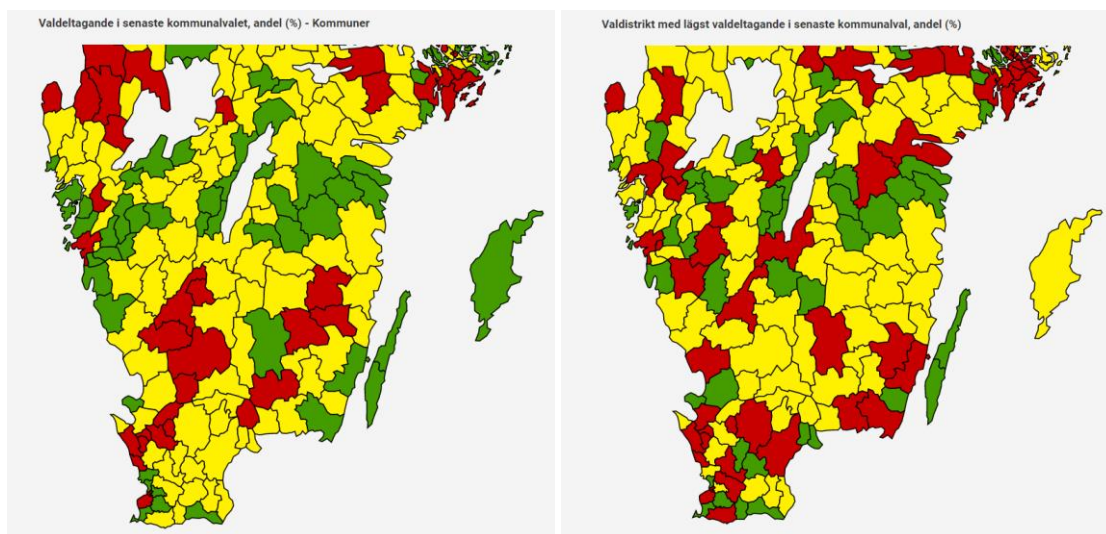 Valdeltagande i senaste kommunalvalet, andel (%) - Kommuner
Valdistrikt med lägst valdeltagande i senaste kommunalval, andel (%)